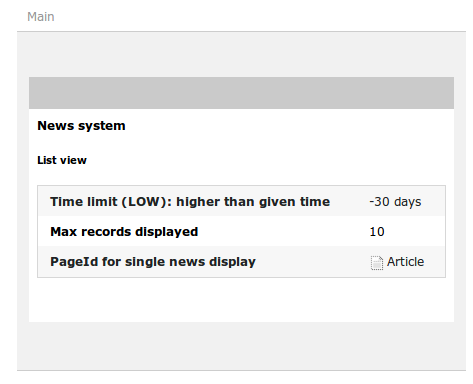 Main
News system
List view
Time limit (LOW): higher than given time -30 days
Max records displayed 10
PageId for single news display Article